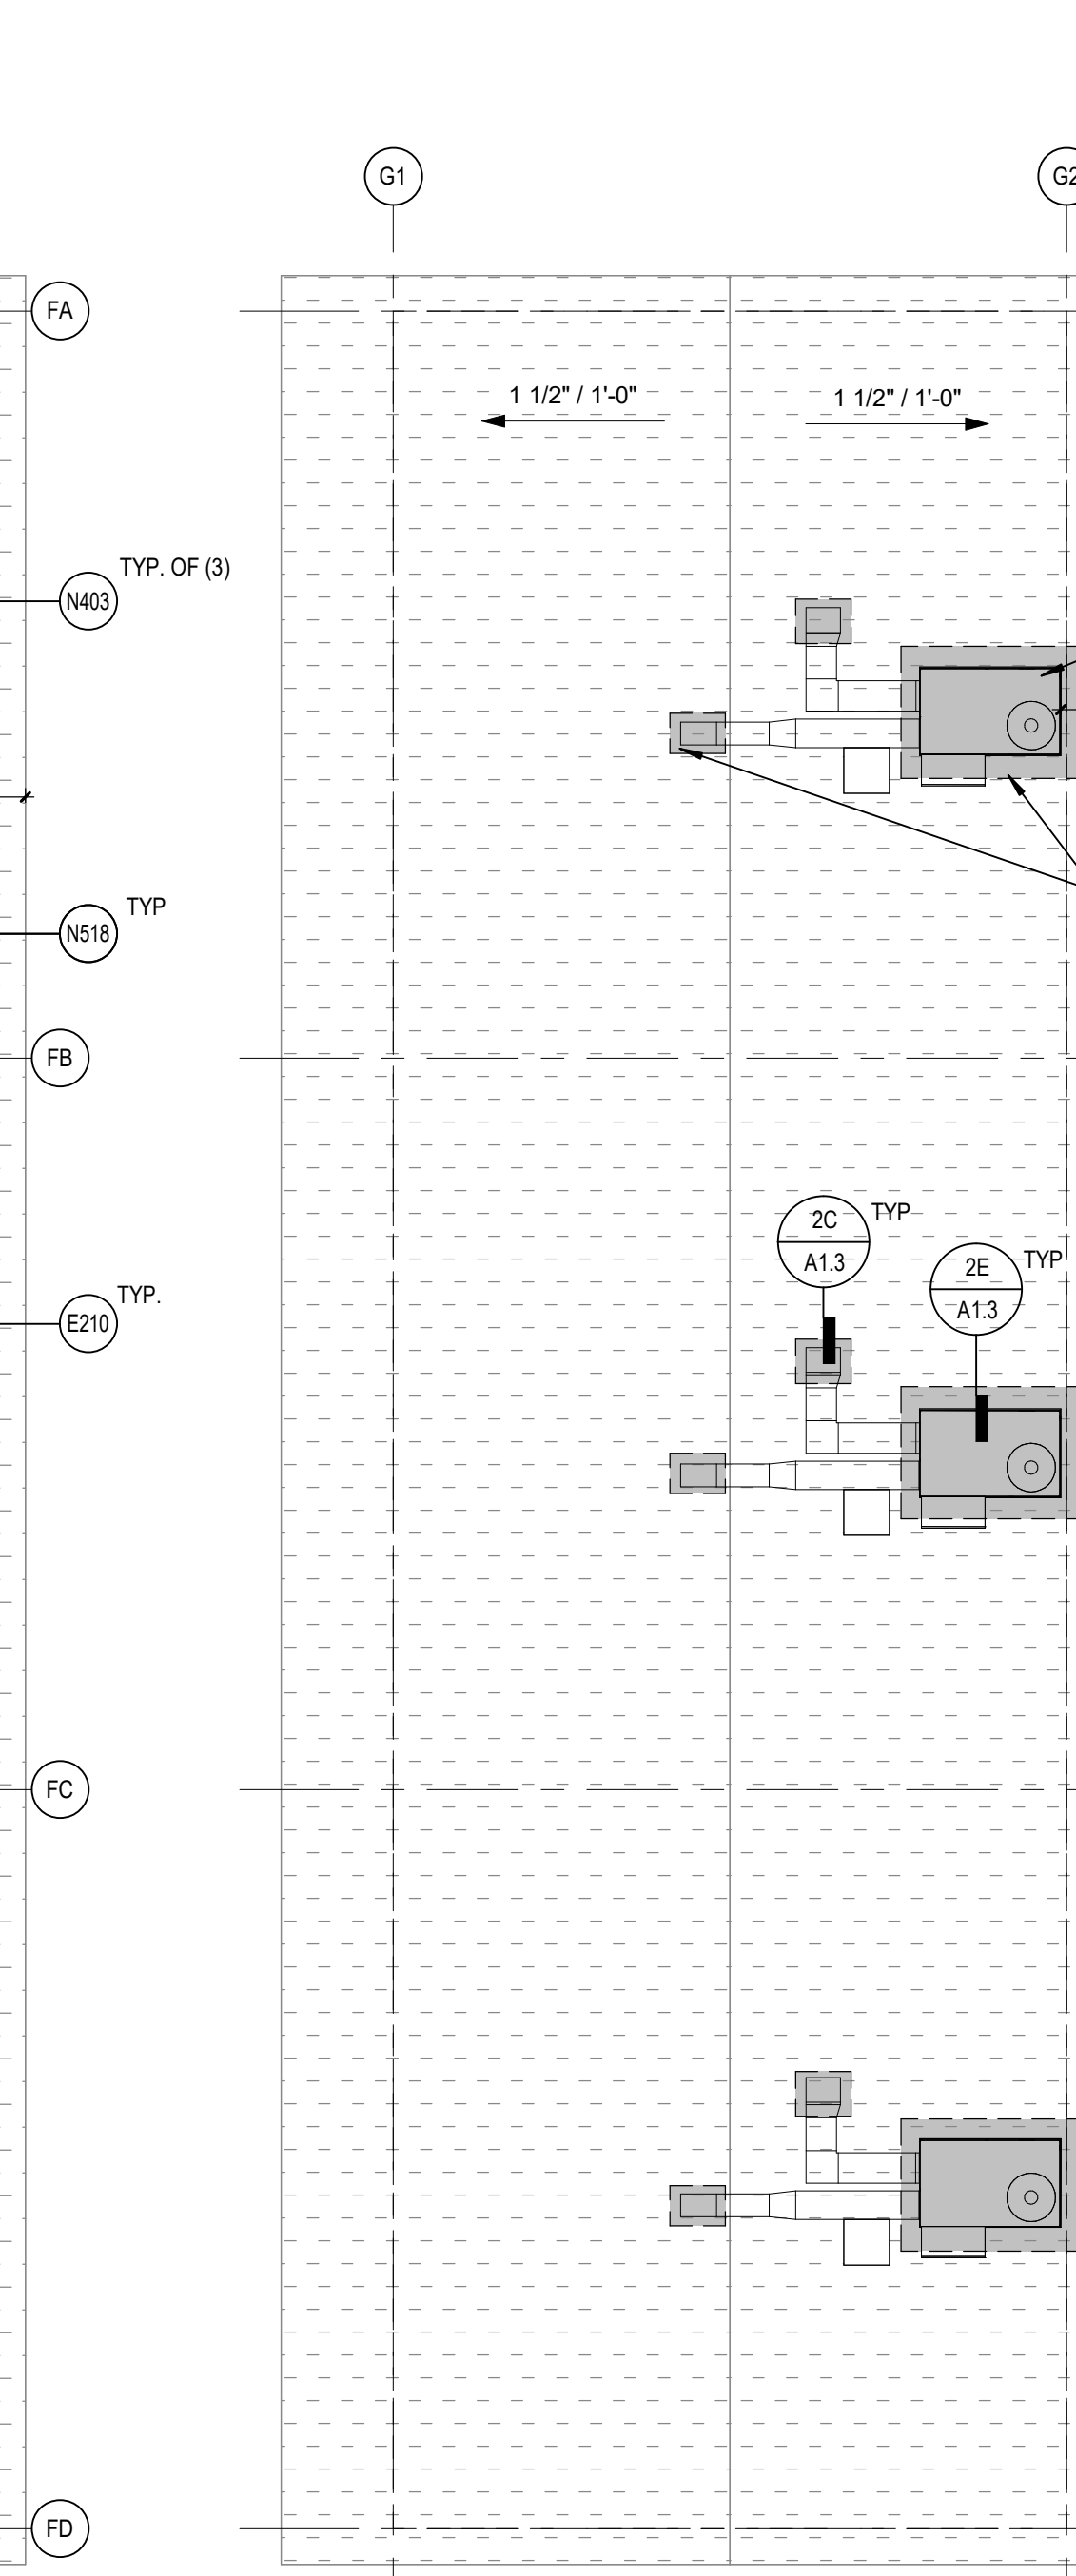 G1
G2
FA
1 1/2" / 1'-0"
1 1/2" / 1'-0"
TYP. OF (3)
N403
TYP
N518
FB
2C
A1.3
TYP
2E
A1.3
TYP
TYP.
E210
FC
FD